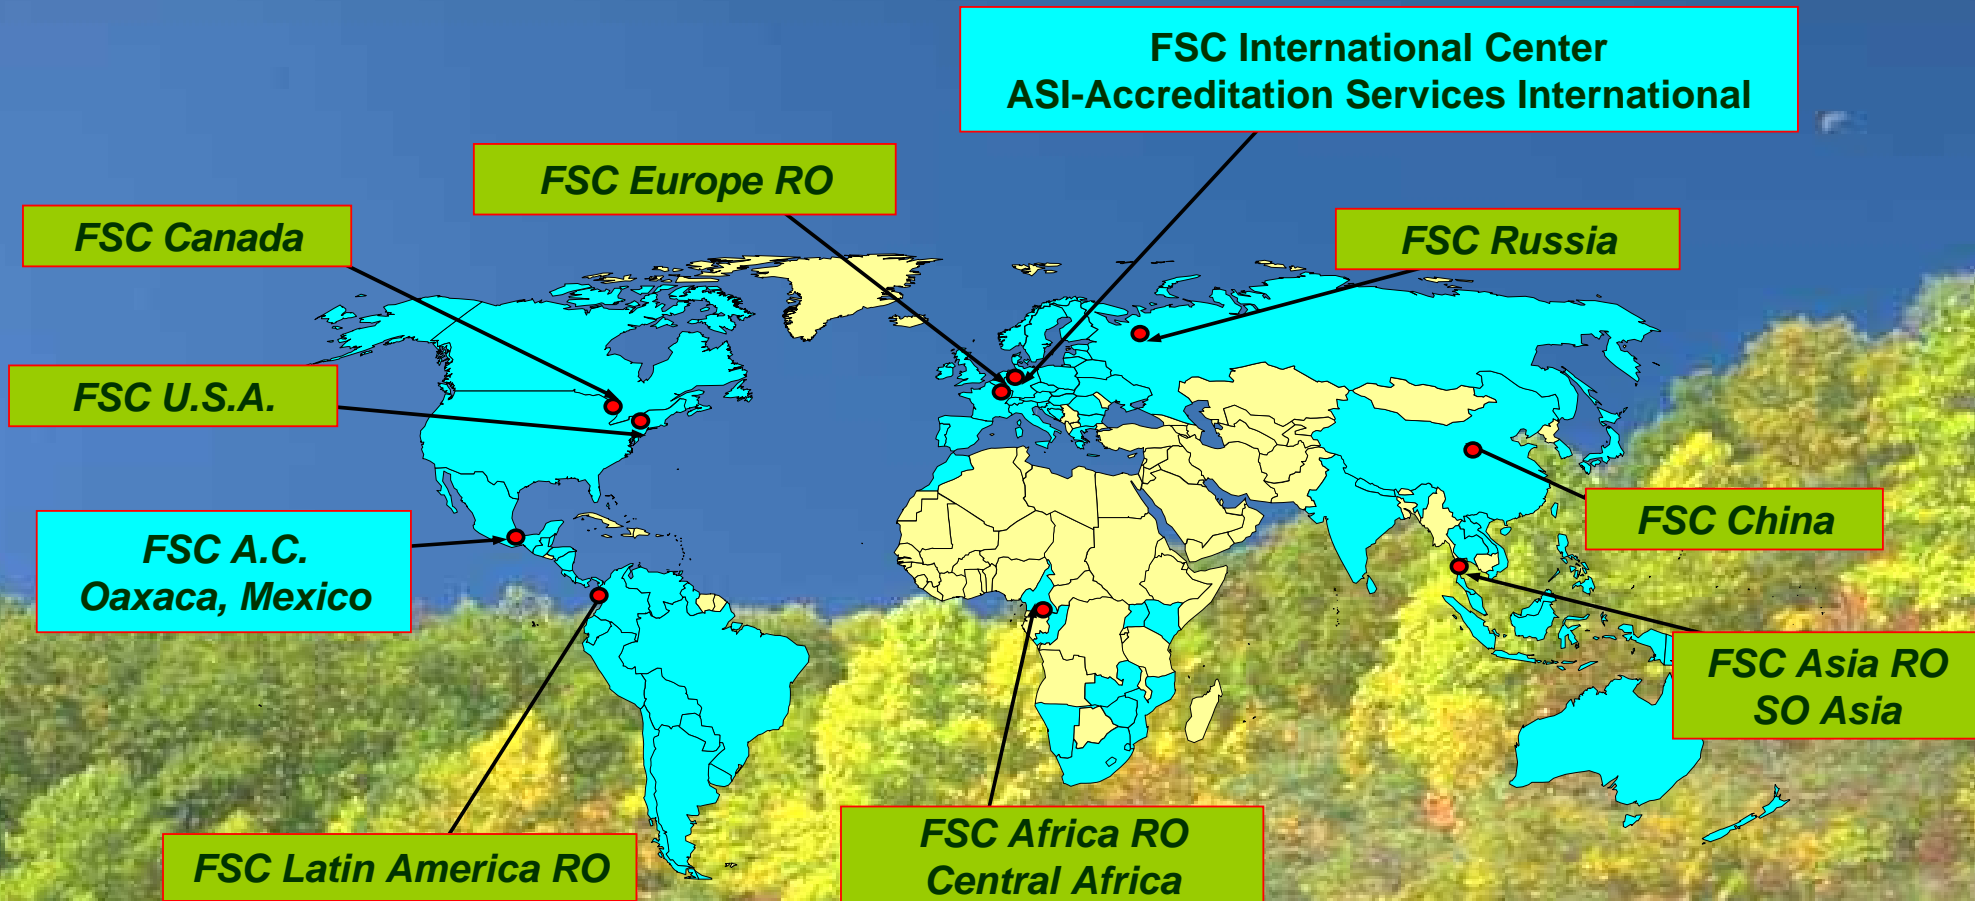 FSC International Center
ASI-Accreditation Services International
FSC Europe RO
FSC Canada
FSC Russia
FSC U.S.A.
FSC China
FSC A.C.
Oaxaca, Mexico
FSC Asia RO
SO Asia
FSC Latin America RO
FSC Africa RO
Central Africa